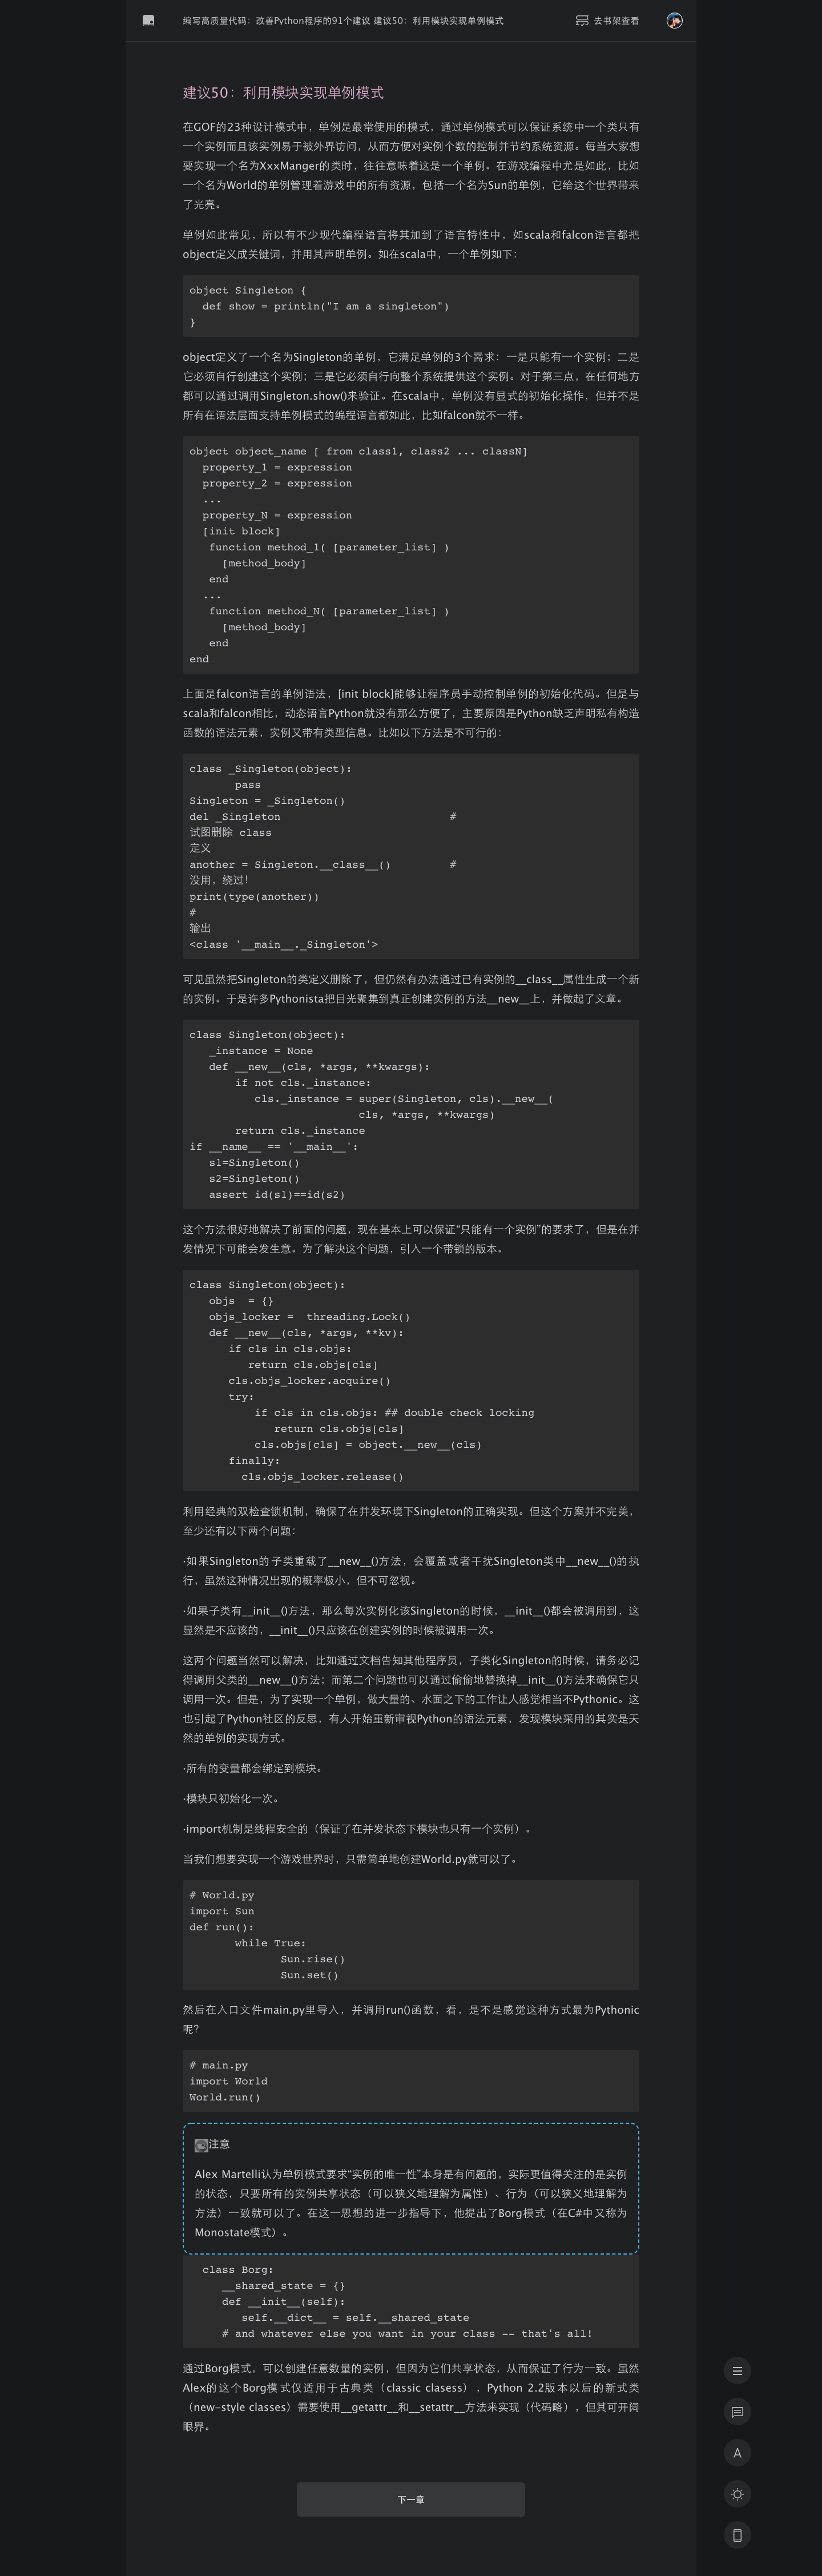 编写高质量代码：改善Python程序的91个建议 建议50：利用模块实现单例模式
去书架查看
建议50：利用模块实现单例模式
在GOF的23种设计模式中，单例是最常使用的模式，通过单例模式可以保证系统中一个类只有
一个实例而且该实例易于被外界访问，从而方便对实例个数的控制并节约系统资源。每当大家想
要实现一个名为XxxManger的类时，往往意味着这是一个单例。在游戏编程中尤是如此，比如
一个名为World的单例管理着游戏中的所有资源，包括一个名为Sun的单例，它给这个世界带来
了光亮。
单例如此常见，所以有不少现代编程语言将其加到了语言特性中，如scala和falcon语言都把
object定义成关键词，并用其声明单例。如在scala中，一个单例如下：
object Singleton {
  def show = println("I am a singleton")
}
object定义了一个名为Singleton的单例，它满足单例的3个需求：一是只能有一个实例；二是
它必须自行创建这个实例；三是它必须自行向整个系统提供这个实例。对于第三点，在任何地方
都可以通过调用Singleton.show()来验证。在scala中，单例没有显式的初始化操作，但并不是
所有在语法层面支持单例模式的编程语言都如此，比如falcon就不一样。
object object_name [ from class1, class2 ... classN]
  property_1 = expression
  property_2 = expression
  ...
  property_N = expression
  [init block]
   function method_1( [parameter_list] )
     [method_body]
   end
  ...
   function method_N( [parameter_list] )
     [method_body]
   end
end
上面是falcon语言的单例语法，[init block]能够让程序员手动控制单例的初始化代码。但是与
scala和falcon相比，动态语言Python就没有那么方便了，主要原因是Python缺乏声明私有构造
函数的语法元素，实例又带有类型信息。比如以下方法是不可行的：
class _Singleton(object):
       pass
Singleton = _Singleton()
del _Singleton                          #
试图删除 class
定义
another = Singleton.__class__()         #
没用，绕过！
print(type(another))
#
输出
<class '__main__._Singleton'>
可见虽然把Singleton的类定义删除了，但仍然有办法通过已有实例的__class__属性生成一个新
的实例。于是许多Pythonista把目光聚集到真正创建实例的方法__new__上，并做起了文章。
class Singleton(object):
   _instance = None
   def __new__(cls, *args, **kwargs):
       if not cls._instance:
          cls._instance = super(Singleton, cls).__new__(
                          cls, *args, **kwargs)
       return cls._instance
if __name__ == '__main__':
   s1=Singleton()
   s2=Singleton()
   assert id(s1)==id(s2)
这个方法很好地解决了前面的问题，现在基本上可以保证“只能有一个实例”的要求了，但是在并
发情况下可能会发生意。为了解决这个问题，引入一个带锁的版本。
class Singleton(object):
   objs  = {}
   objs_locker =  threading.Lock()
   def __new__(cls, *args, **kv):
      if cls in cls.objs:
         return cls.objs[cls]
      cls.objs_locker.acquire()
      try:
          if cls in cls.objs: ## double check locking
             return cls.objs[cls]
          cls.objs[cls] = object.__new__(cls)
      finally:
        cls.objs_locker.release()
利用经典的双检查锁机制，确保了在并发环境下Singleton的正确实现。但这个方案并不完美，
至少还有以下两个问题：
·如果Singleton的子类重载了__new__()方法，会覆盖或者干扰Singleton类中__new__()的执
行，虽然这种情况出现的概率极小，但不可忽视。
·如果子类有__init__()方法，那么每次实例化该Singleton的时候，__init__()都会被调用到，这
显然是不应该的，__init__()只应该在创建实例的时候被调用一次。
这两个问题当然可以解决，比如通过文档告知其他程序员，子类化Singleton的时候，请务必记
得调用父类的__new__()方法；而第二个问题也可以通过偷偷地替换掉__init__()方法来确保它只
调用一次。但是，为了实现一个单例，做大量的、水面之下的工作让人感觉相当不Pythonic。这
也引起了Python社区的反思，有人开始重新审视Python的语法元素，发现模块采用的其实是天
然的单例的实现方式。
·所有的变量都会绑定到模块。
·模块只初始化一次。
·import机制是线程安全的（保证了在并发状态下模块也只有一个实例）。
当我们想要实现一个游戏世界时，只需简单地创建World.py就可以了。
# World.py
import Sun
def run():
       while True:
              Sun.rise()
              Sun.set()
然后在入口文件main.py里导入，并调用run()函数，看，是不是感觉这种方式最为Pythonic
呢？
# main.py
import World
World.run()
注意
Alex Martelli认为单例模式要求“实例的唯一性”本身是有问题的，实际更值得关注的是实例
的状态，只要所有的实例共享状态（可以狭义地理解为属性）、行为（可以狭义地理解为
方法）一致就可以了。在这一思想的进一步指导下，他提出了Borg模式（在C#中又称为
Monostate模式）。
  class Borg:
     __shared_state = {}
     def __init__(self):
        self.__dict__ = self.__shared_state
     # and whatever else you want in your class -- that's all!
通过Borg模式，可以创建任意数量的实例，但因为它们共享状态，从而保证了行为一致。虽然
Alex的这个Borg模式仅适用于古典类（classic clasess），Python 2.2版本以后的新式类
（new-style classes）需要使用__getattr__和__setattr__方法来实现（代码略），但其可开阔
眼界。
下一章
A